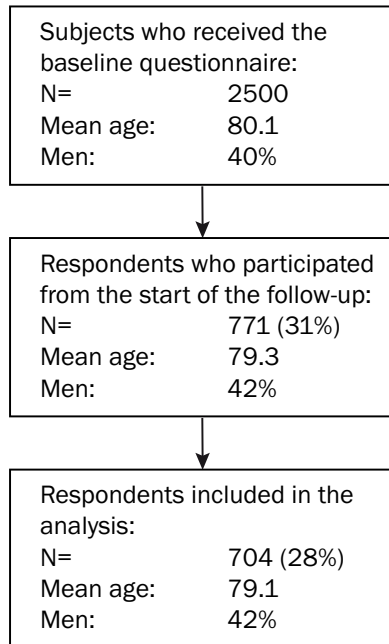 Subjects who received the
baseline questionnaire:
N= 2500
Mean age: 80.1
Men: 40%
Respondents who participated
from the start of the follow-up:
N= 771 (31%)
Mean age: 79.3
Men: 42%
Respondents included in the
analysis:
N= 704 (28%)
Mean age: 79.1
Men: 42%